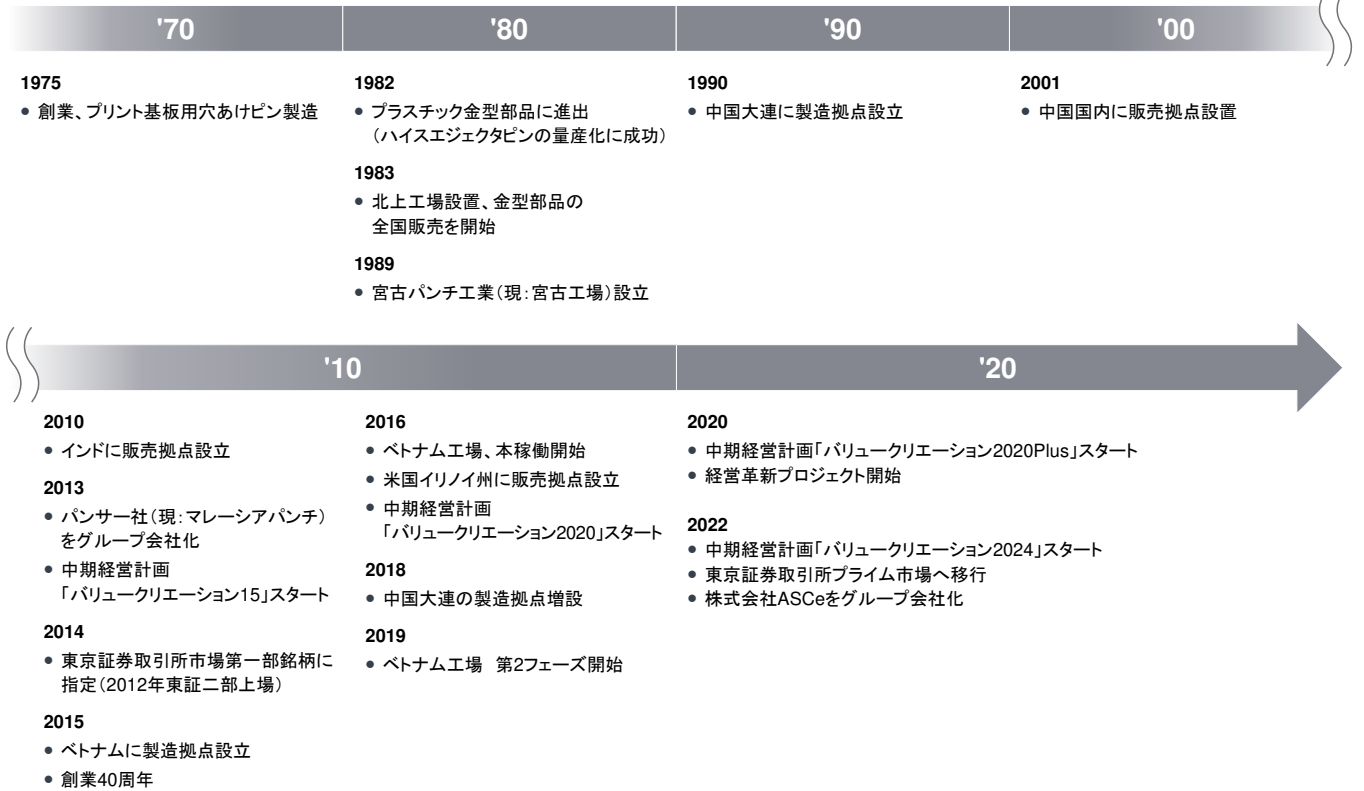 '70
'80
'90
'00
1975
● 創業、プリント基板用穴あけピン製造
1982
● プラスチック金型部品に進出
（ハイスエジェクタピンの量産化に成功）
1983
● 北上工場設置、金型部品の
全国販売を開始
1989
● 宮古パンチ工業（現：宮古工場）設立
1990
● 中国大連に製造拠点設立
2001
● 中国国内に販売拠点設置
'10
'20
2010
● インドに販売拠点設立
2013
● パンサー社（現：マレーシアパンチ）
をグループ会社化
● 中期経営計画
「バリュークリエーション15」スタート
2014
● 東京証券取引所市場第一部銘柄に
指定（2012年東証二部上場）
2015
● ベトナムに製造拠点設立
● 創業40周年
2016
● ベトナム工場、本稼働開始
● 米国イリノイ州に販売拠点設立
● 中期経営計画
「バリュークリエーション2020」スタート
2018
● 中国大連の製造拠点増設
2019
● ベトナム工場　第2フェーズ開始
2020
● 中期経営計画「バリュークリエーション2020Plus」スタート
● 経営革新プロジェクト開始
2022
● 中期経営計画「バリュークリエーション2024」スタート
● 東京証券取引所プライム市場へ移行
● 株式会社ASCeをグループ会社化